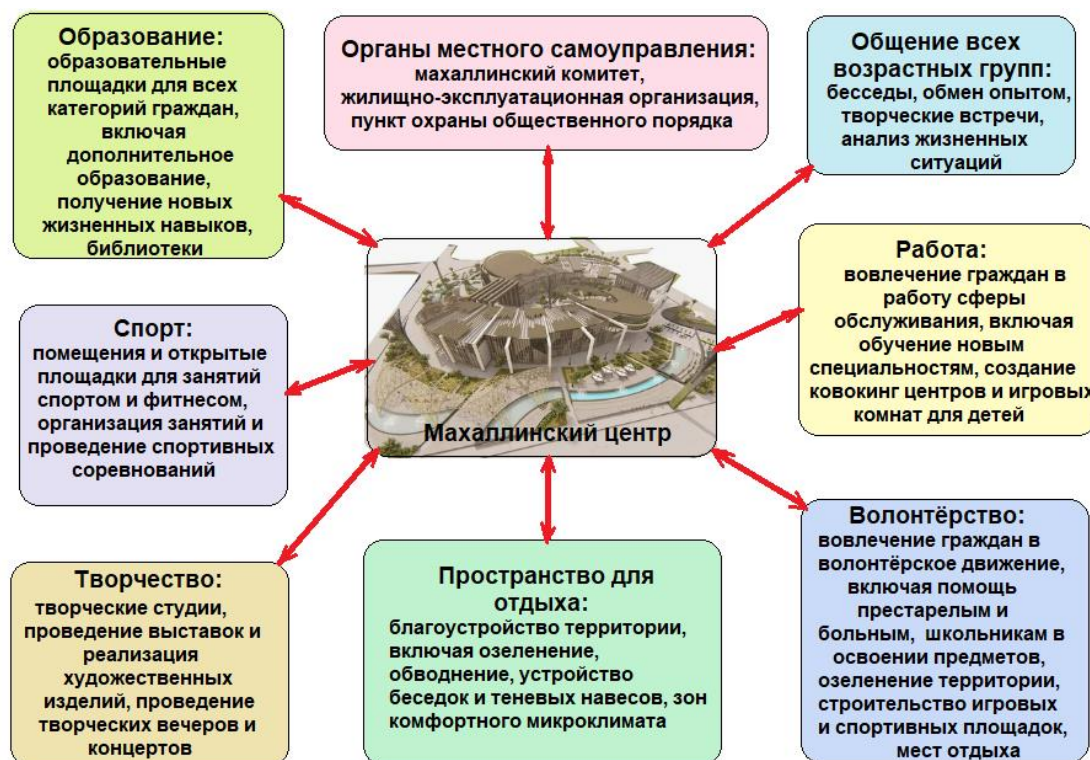 Образование:
образовательные
площадки для всех
категорий граждан,
включая
дополнительное
образование,
получение новых
жизненных навыков,
библиотеки
Органы местного самоуправления:
махаллинский комитет,
жилищно-эксплуатационная организация,
пункт охраны общественного порядка
Общение всех
возрастных групп:
бесседы, обмен опытом,
творческие встречи,
анализ жизненных
ситуаций
Спорт:
помещения и открытые
площадки для занятий
спортом и фитнесом,
организация занятий и
проведение спортивных
соревнований
Махаллинский центр
Работа:
вовлечение граждан в
работу сферы
обслуживания, включая
обучение новым
специальностям, создание
ковокинг центров и игровых
комнат для детей
Творчество:
творческие студии,
проведение выставок и
реализация
художественных
изделий, проведение
творческих вечеров и
концертов
Пространство для
отдыха:
благоустройство территории,
включая озеленение,
обводнение, устройство
беседок и теневых навесов, зон
комфортного микроклимата
Волонтёрство:
вовлечение граждан в
волонтёрское движение,
включая помощь
престарелым и
больным, школьникам в
освоении предметов,
озеленение территории,
строительство игровых
и спортивных площадок,
мест отдыха